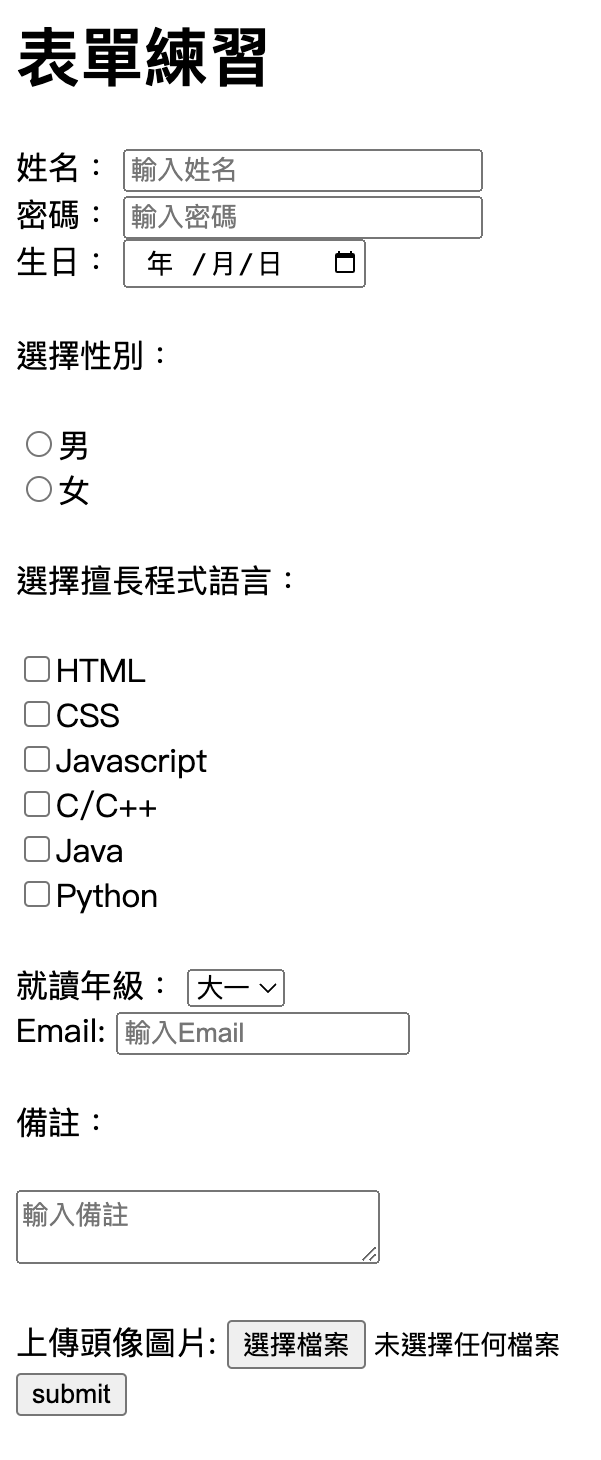 表單練習
姓名： 輸入姓名
密碼： 輸入密碼
生日： 年 /月/日
選擇性別：
男
女
選擇擅長程式語言：
HTML
CSS
Javascript
C/C++
Java
Python
就讀年級： 大一
Email: 輸入Email
備註：
輸入備註
上傳頭像圖片: 選擇檔案 未選擇任何檔案
submit